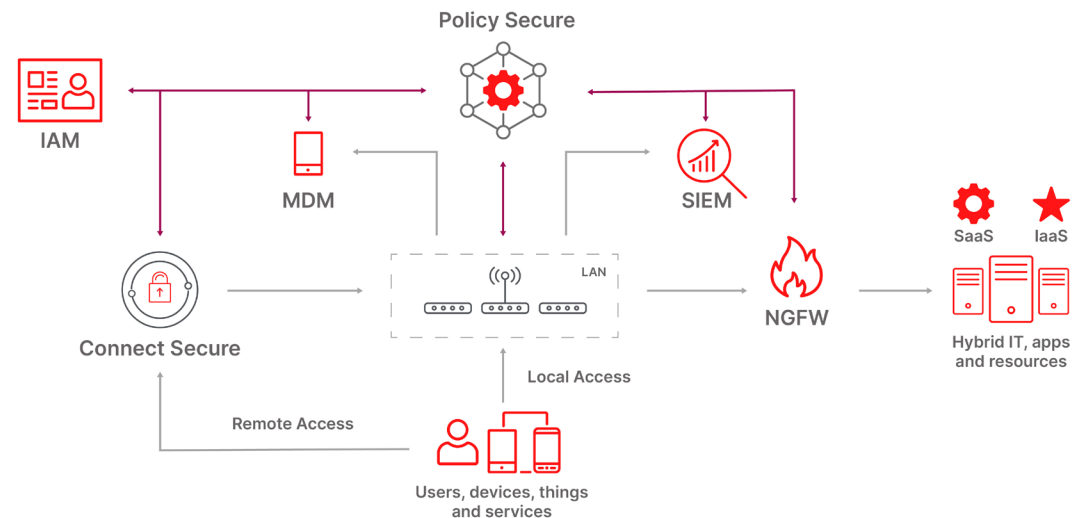 Policy Secure
IAM
MDM
SIEM
SaaS
IaaS
LAN
NGFW
Connect Secure
Hybrid IT, apps
and resources
Local Access
Remote Access
Users, devices, things
and services